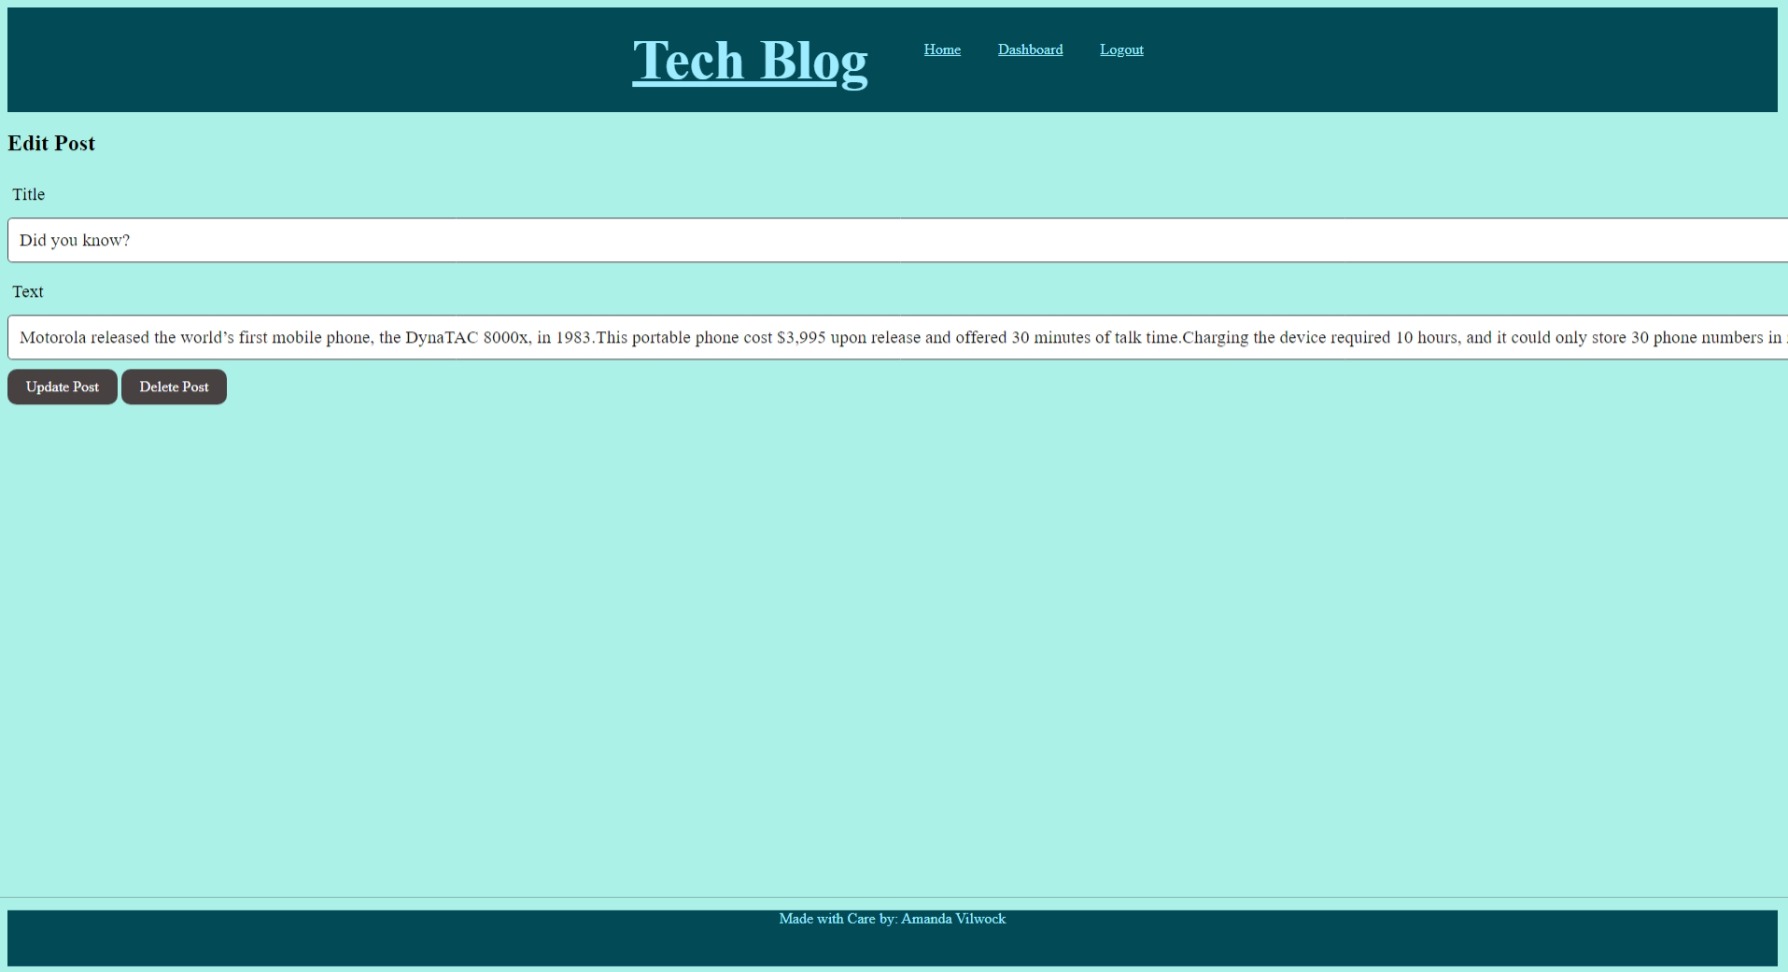 Tech Blog
Home
Dashboard
Logout
Edit Post
Title
Did you know?
Text
Motorola released the world’s first mobile phone, the DynaTAC 8000x, in 1983.This portable phone cost $3,995 upon release and offered 30 minutes of talk time.Charging the device required 10 hours, and it could only store 30 phone numbers in
Update Post
Delete Post
Made with Care by: Amanda Vilwock